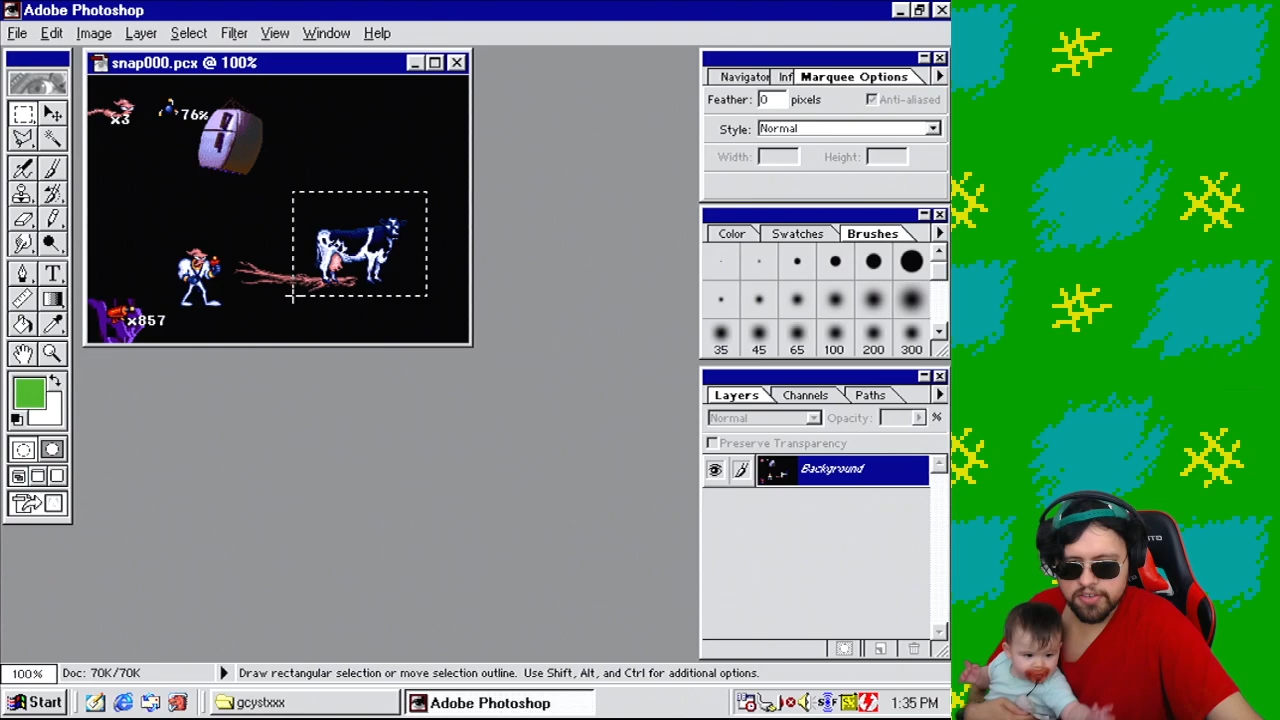 Adobe Photoshop
File Edit Image Layer Select Filter View Window Help
snap000.pcx @ 100%
x3
76%
x857
Navigator Inf Marquee Options
Feather: 0 pixels Anti-aliased
Style: Normal
Width: Height:
Color Swatches Brushes
35 45 65 100 200 300
Layers Channels Paths
Normal Opacity: %
Preserve Transparency
Background
100% Doc: 70K/70K Draw rectangular selection or move selection outline. Use Shift, Alt, and Ctrl for additional options.
Start gcystxxx Adobe Photoshop 1:35 PM